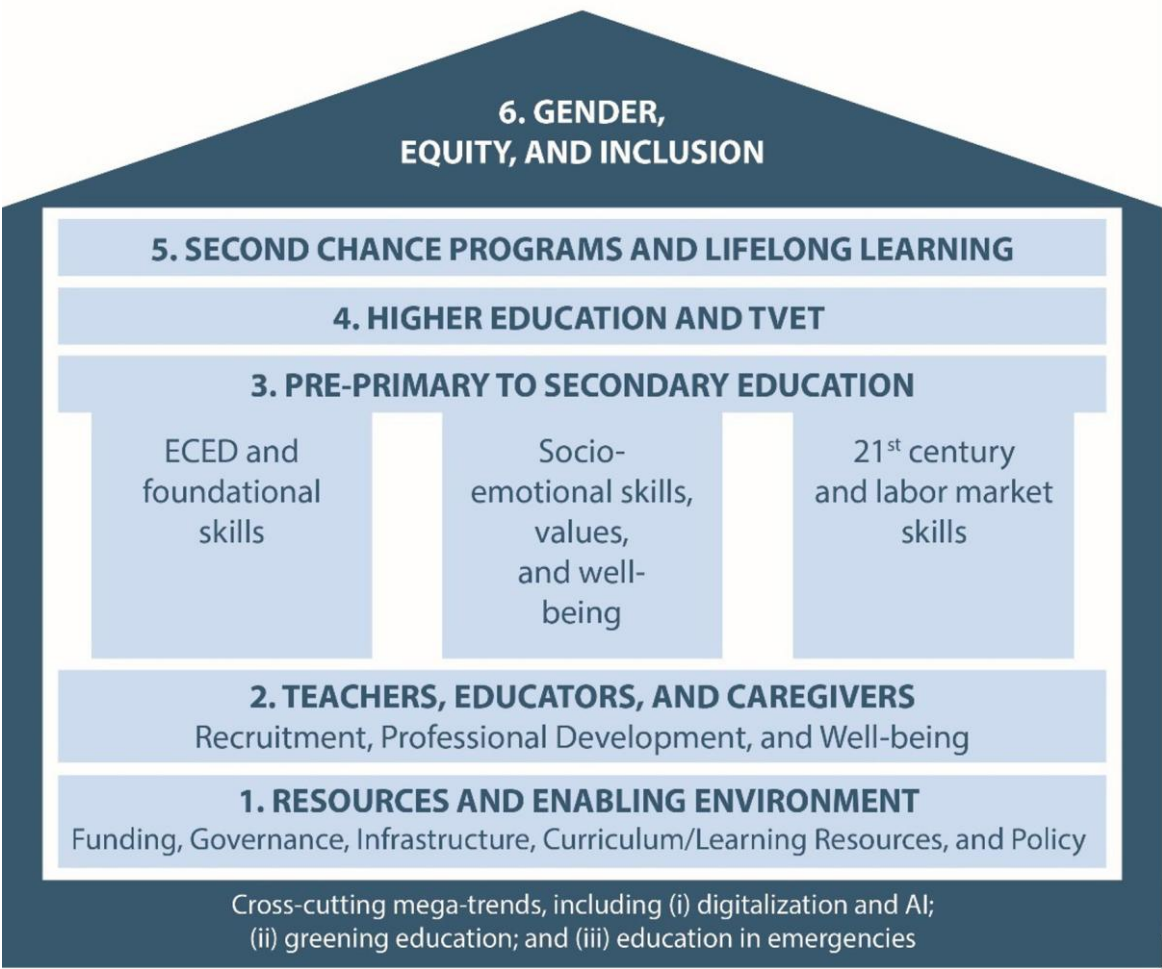 6. GENDER,
EQUITY, AND INCLUSION
5. SECOND CHANCE PROGRAMS AND LIFELONG LEARNING
4. HIGHER EDUCATION AND TVET
3. PRE-PRIMARY TO SECONDARY EDUCATION
ECED and
foundational
skills
Socio-
emotional skills,
values,
and well-
being
21st century
and labor market
skills
2. TEACHERS, EDUCATORS, AND CAREGIVERS
Recruitment, Professional Development, and Well-being
1. RESOURCES AND ENABLING ENVIRONMENT
Funding, Governance, Infrastructure, Curriculum/Learning Resources, and Policy
Cross-cutting mega-trends, including (i) digitalization and AI;
(ii) greening education; and (iii) education in emergencies